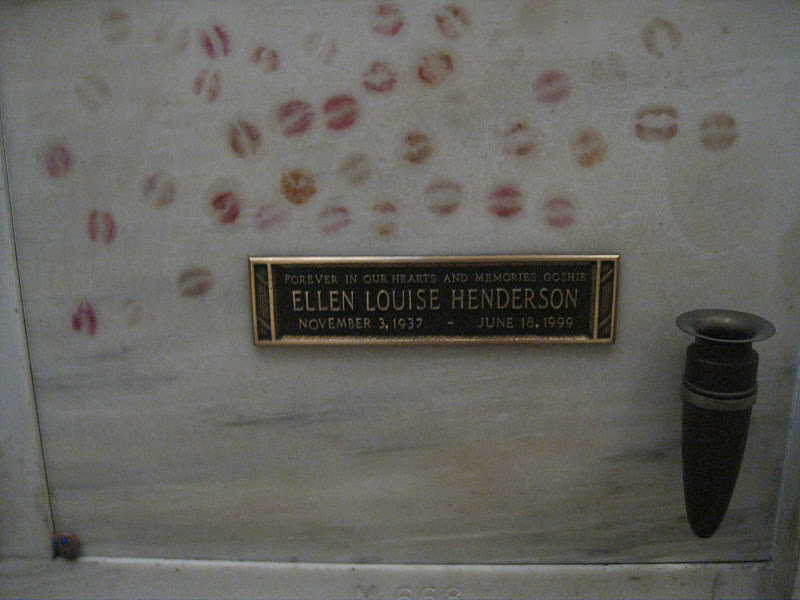 FOREVER IN OUR HEARTS AND MEMORIES GOSHIE
ELLEN LOUISE HENDERSON
NOVEMBER 3, 1937 - JUNE 18, 1999